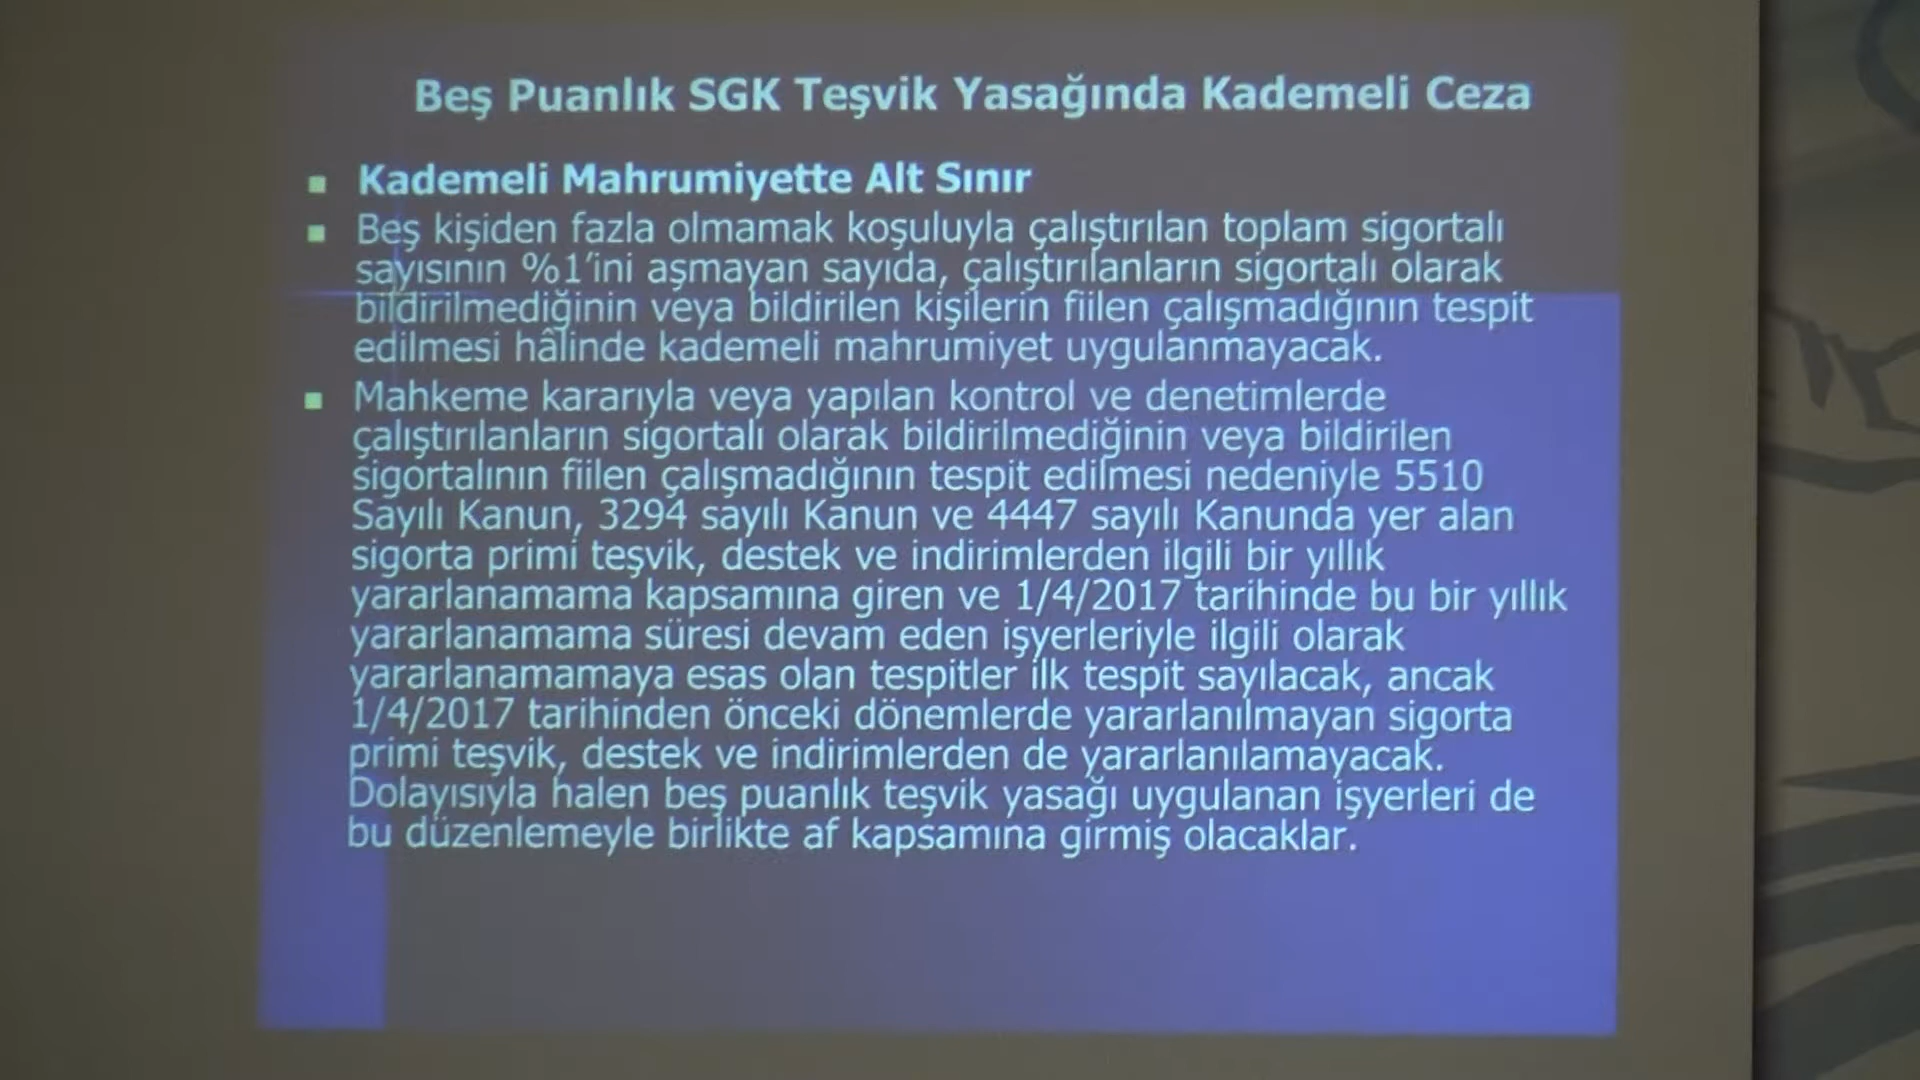 Beş Puanlık SGK Teşvik Yasağında Kademeli Ceza
Kademeli Mahrumiyette Alt Sınır
Beş kişiden fazla olmamak koşuluyla çalıştırılan toplam sigortalı
sayısının %1’ini aşmayan sayıda, çalıştırılanların sigortalı olarak
bildirilmediğinin veya bildirilen kişilerin fiilen çalışmadığının tespit
edilmesi hâlinde kademeli mahrumiyet uygulanmayacak.
Mahkeme kararıyla veya yapılan kontrol ve denetimlerde
çalıştırılanların sigortalı olarak bildirilmediğinin veya bildirilen
sigortalının fiilen çalışmadığının tespit edilmesi nedeniyle 5510
Sayılı Kanun, 3294 sayılı Kanun ve 4447 sayılı Kanunda yer alan
sigorta primi teşvik, destek ve indirimlerden ilgili bir yıllık
yararlanamama kapsamına giren ve 1/4/2017 tarihinde bu bir yıllık
yararlanamama süresi devam eden işyerleriyle ilgili olarak
yararlanamamaya esas olan tespitler ilk tespit sayılacak, ancak
1/4/2017 tarihinden önceki dönemlerde yararlanılmayan sigorta
primi teşvik, destek ve indirimlerden de yararlanılamayacak.
Dolayısıyla halen beş puanlık teşvik yasağı uygulanan işyerleri de
bu düzenlemeyle birlikte af kapsamına girmiş olacaklar.